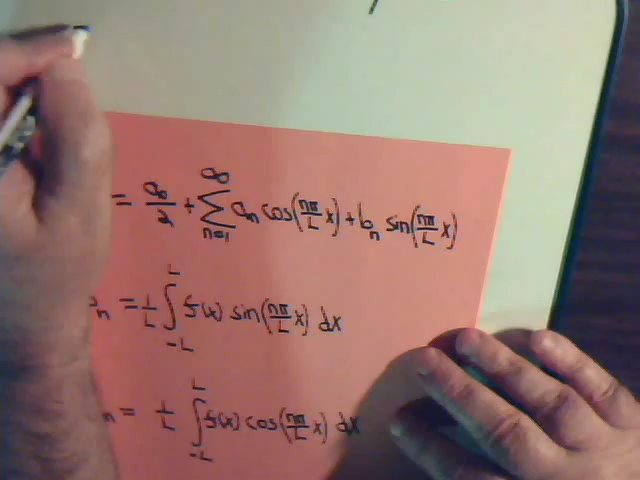 = a₀/2 + ∑ₙ₌₁^∞ aₙ cos(nπ/L x) + bₙ sin(nπ/L x)
ₙ = 1/L ∫₋L^L f(x) sin(nπ/L x) dx
ₙ = 1/L ∫₋L^L f(x) cos(nπ/L x) dx